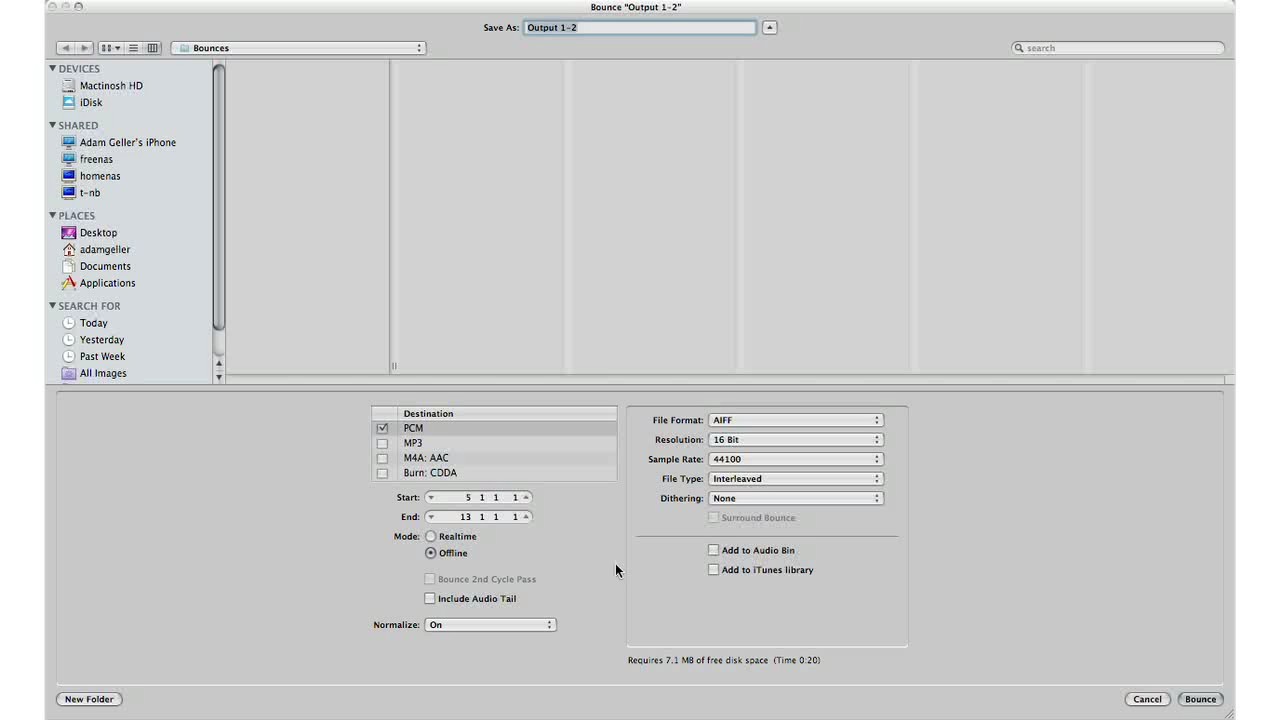 Bounce "Output 1-2"
Save As: Output 1-2
Bounces
search
DEVICES
Mactinosh HD
iDisk
SHARED
Adam Geller's iPhone
freenas
homenas
t-nb
PLACES
Desktop
adamgeller
Documents
Applications
SEARCH FOR
Today
Yesterday
Past Week
All Images
Destination
PCM
MP3
M4A: AAC
Burn: CDDA
Start: 5 1 1 1
End: 13 1 1 1
Mode: Realtime
Offline
Bounce 2nd Cycle Pass
Include Audio Tail
Normalize: On
File Format: AIFF
Resolution: 16 Bit
Sample Rate: 44100
File Type: Interleaved
Dithering: None
Surround Bounce
Add to Audio Bin
Add to iTunes library
Requires 7.1 MB of free disk space (Time 0:20)
New Folder
Cancel
Bounce